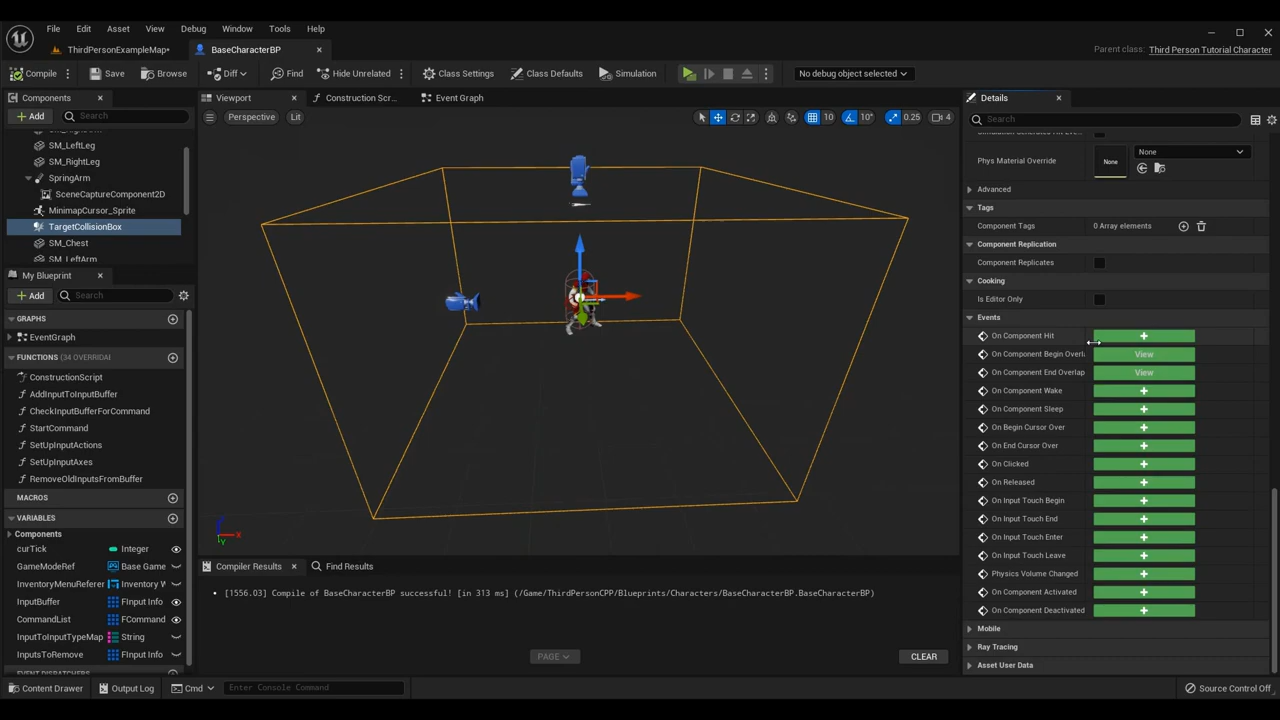 File Edit Asset View Debug Window Tools Help
ThirdPersonExampleMap* BaseCharacterBP
Parent class: Third Person Tutorial Character
Compile Save Browse Diff Find Hide Unrelated Class Settings Class Defaults Simulation No debug object selected
Components
Add Search
SM_LeftLeg
SM_RightLeg
SpringArm
SceneCaptureComponent2D
MinimapCursor_Sprite
TargetCollisionBox
SM_Chest
SM_LeftArm
My Blueprint
Add Search
GRAPHS
EventGraph
FUNCTIONS (34 OVERRIDAI
ConstructionScript
AddInputToInputBuffer
CheckInputBufferForCommand
StartCommand
SetUpInputActions
SetUpInputAxes
RemoveOldInputsFromBuffer
MACROS
VARIABLES
Components
curTick Integer
GameModeRef Base Game
InventoryMenuReferer Inventory W
InputBuffer FInput Info
CommandList FCommand
InputToInputTypeMap String
InputsToRemove FInput Info
EVENT DISPATCHERS
Viewport Construction Scr... Event Graph
Perspective Lit
10 10° 0.25 4
Z X Y
Compiler Results Find Results
[1556.03] Compile of BaseCharacterBP successful! [in 313 ms] (/Game/ThirdPersonCPP/Blueprints/Characters/BaseCharacterBP.BaseCharacterBP)
PAGE CLEAR
Details
Search
Phys Material Override None None
Advanced
Tags
Component Tags 0 Array elements
Component Replication
Component Replicates
Cooking
Is Editor Only
Events
On Component Hit
On Component Begin Overl View
On Component End Overlap View
On Component Wake
On Component Sleep
On Begin Cursor Over
On End Cursor Over
On Clicked
On Released
On Input Touch Begin
On Input Touch End
On Input Touch Enter
On Input Touch Leave
Physics Volume Changed
On Component Activated
On Component Deactivated
Mobile
Ray Tracing
Asset User Data
Content Drawer Output Log Cmd Enter Console Command Source Control Off